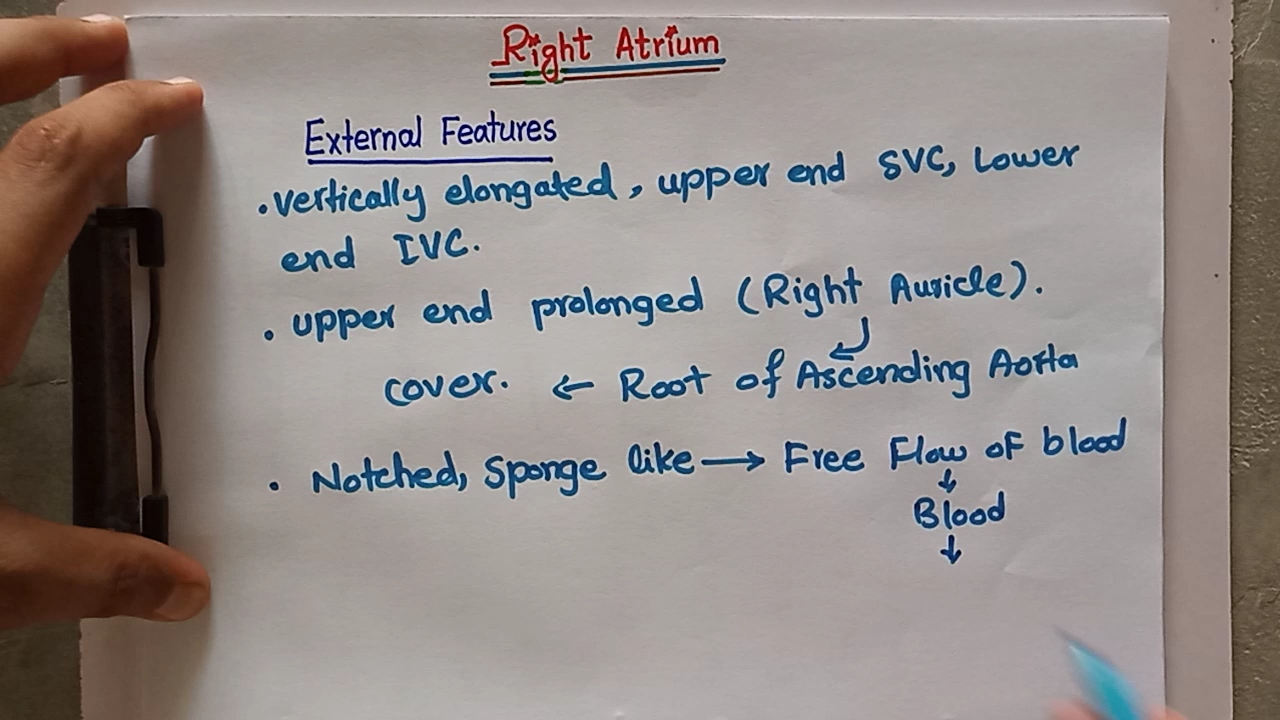 Right Atrium
External Features
. vertically elongated, upper end SVC, Lower
end IVC.
. upper end prolonged (Right Auricle).
cover. ← Root of Ascending Aorta
. Notched, Sponge like → Free Flow of blood
↓
Blood
↓